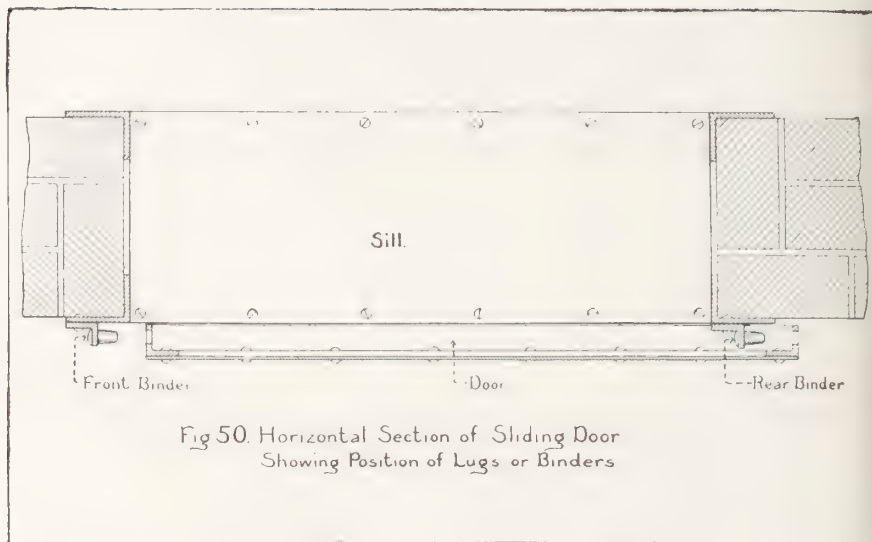 Sill.
Front Binder
Door
Rear Binder
Fig 50. Horizontal Section of Sliding Door
Showing Position of Lugs or Binders